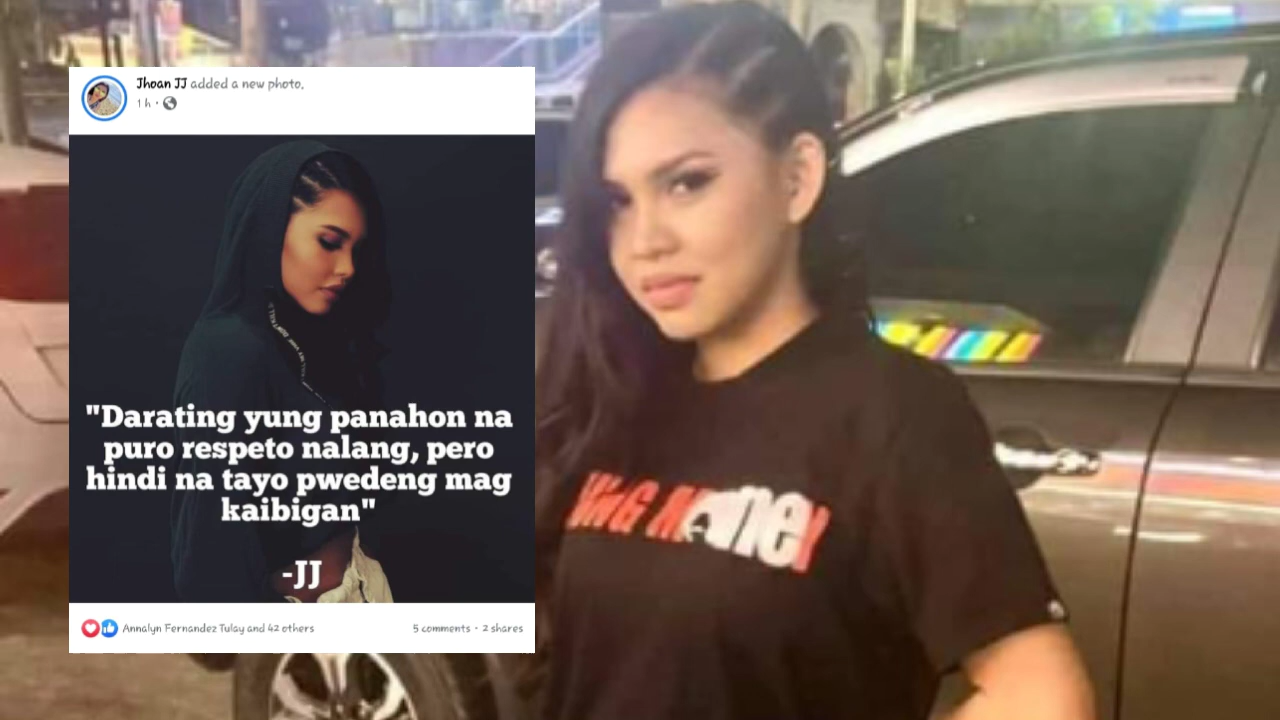 Jhoan JJ added a new photo.
1 h
"Darating yung panahon na
puro respeto nalang, pero
hindi na tayo pwedeng mag
kaibigan"
-JJ
Annalyn Fernandez Tulay and 42 others
5 comments • 2 shares